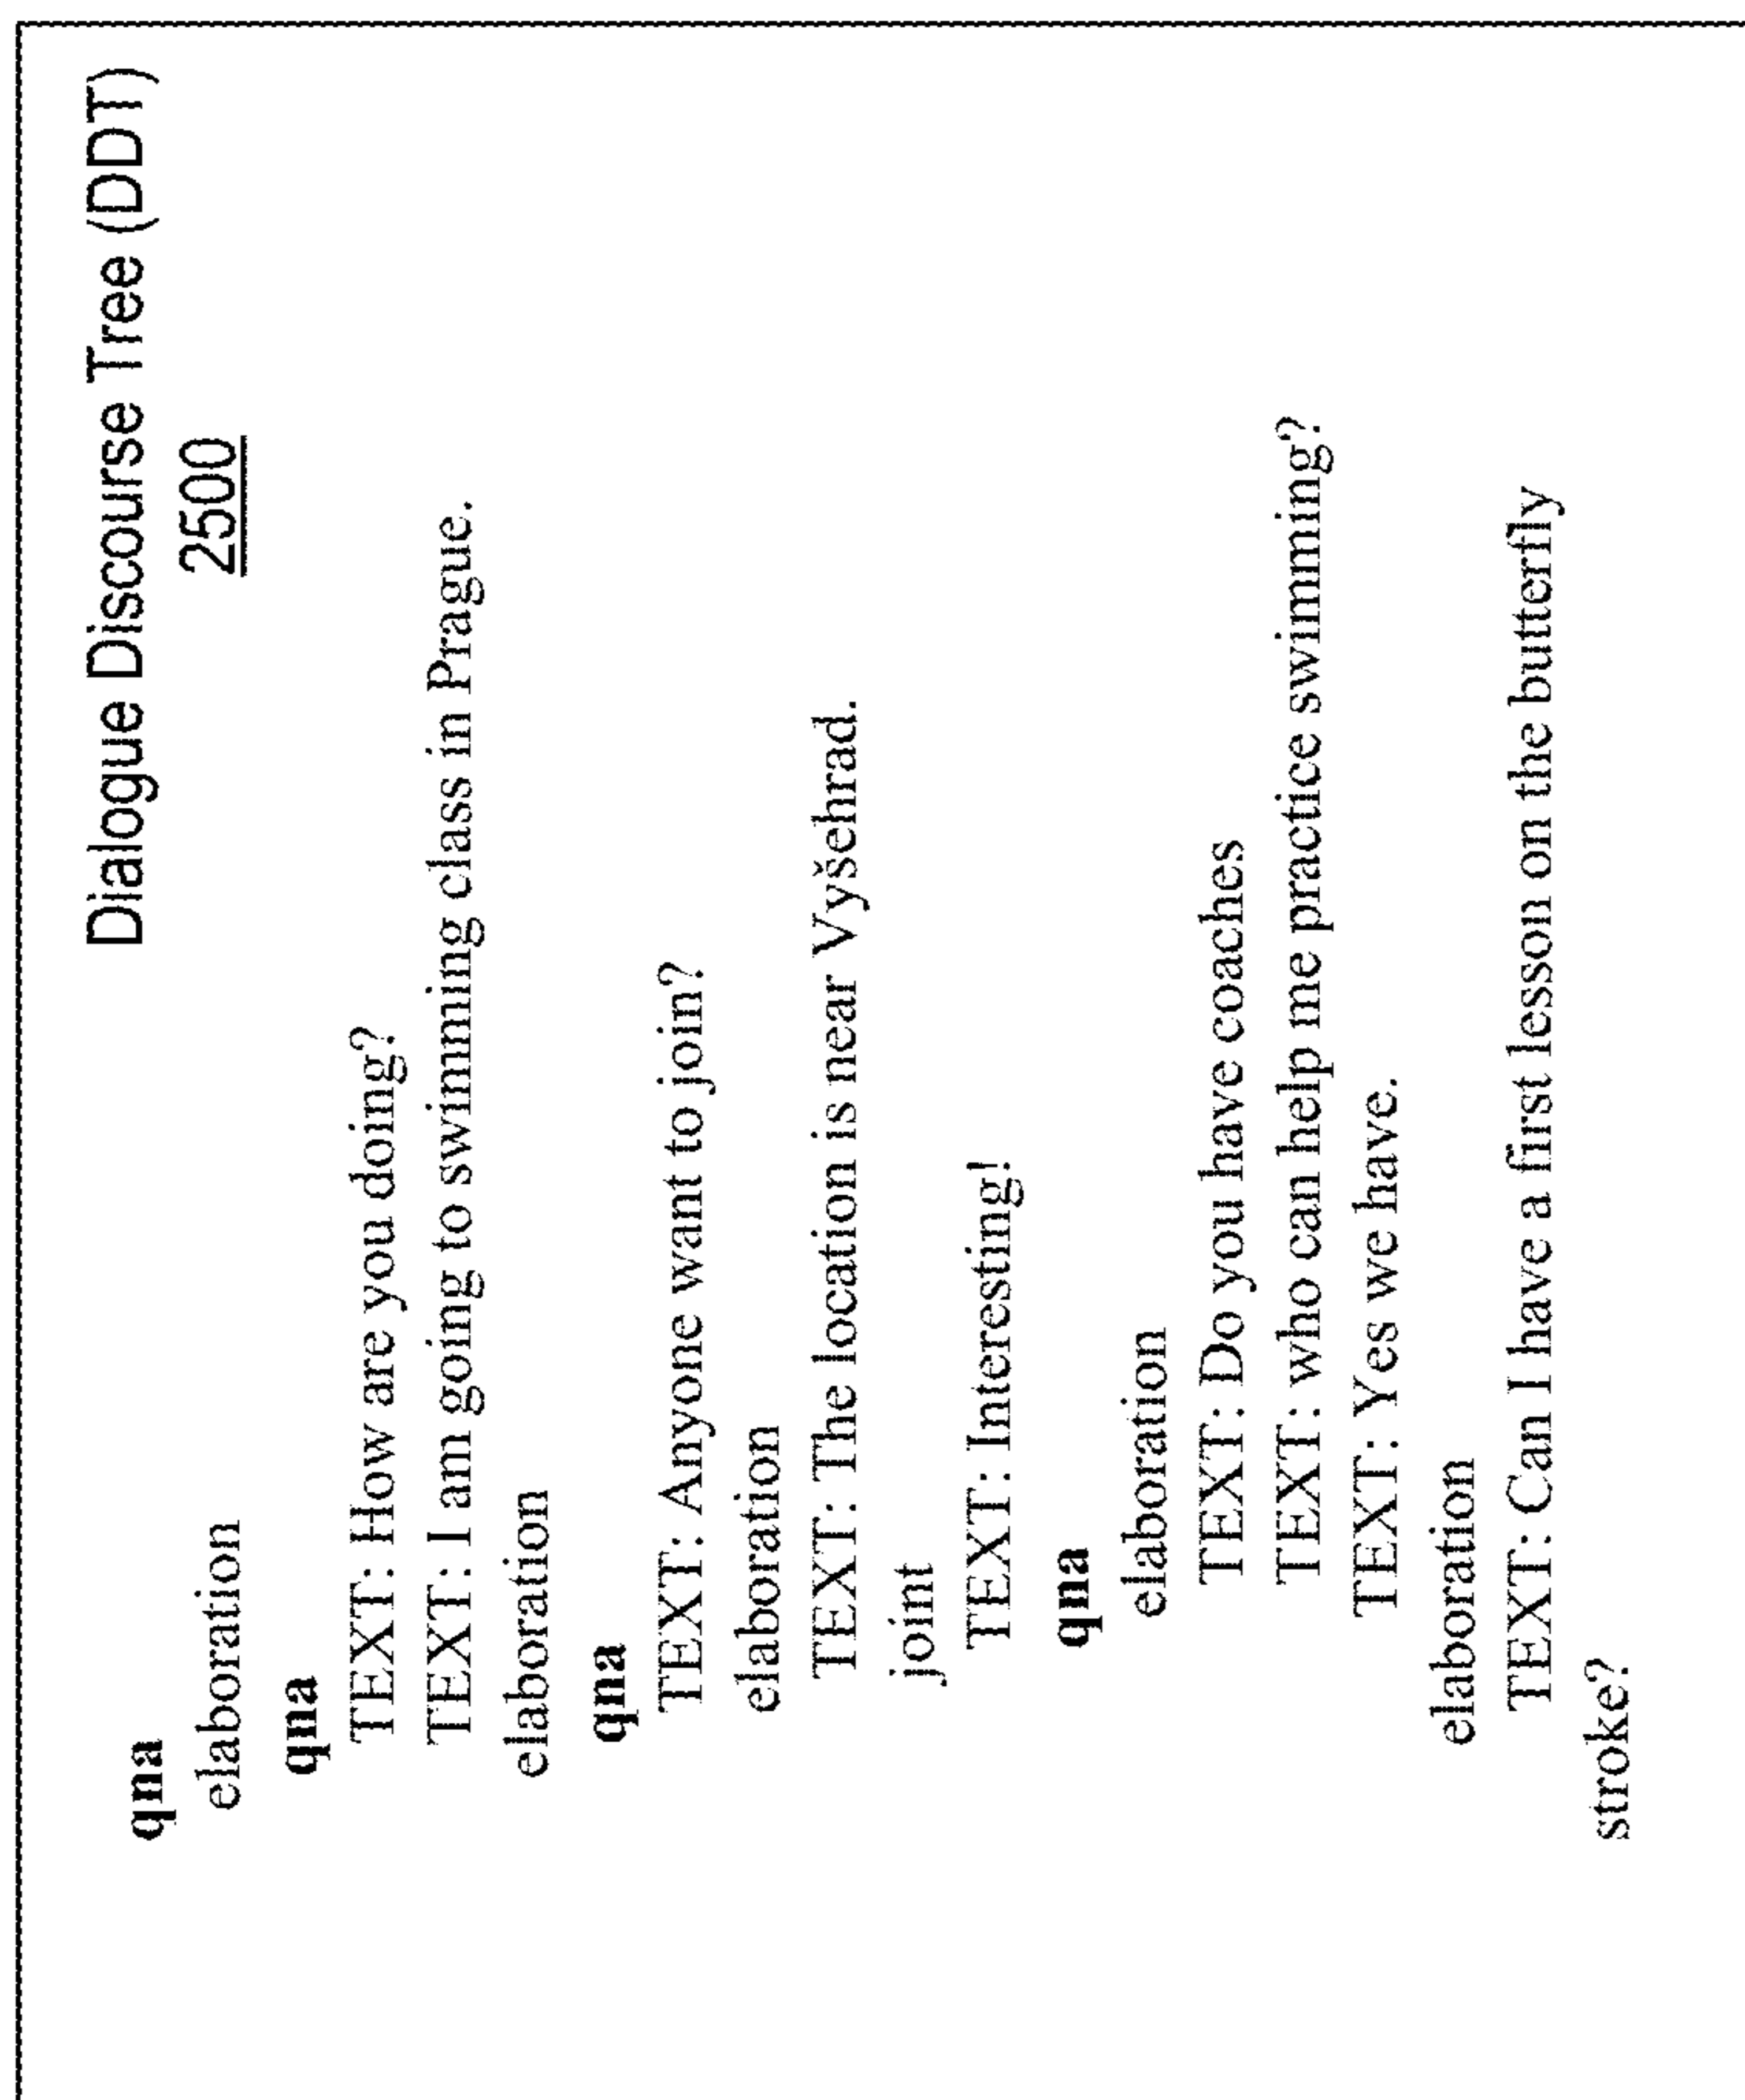 Dialogue Discourse Tree (DDT)
2500
qna
elaboration
qna
TEXT: How are you doing?
TEXT: I am going to swimming class in Prague.
elaboration
qna
TEXT: Anyone want to join?
elaboration
TEXT: The location is near Vyšehrad.
joint
TEXT: Interesting!
qna
elaboration
TEXT: Do you have coaches
TEXT: who can help me practice swimming?
TEXT: Yes we have.
elaboration
TEXT: Can I have a first lesson on the butterfly
stroke?